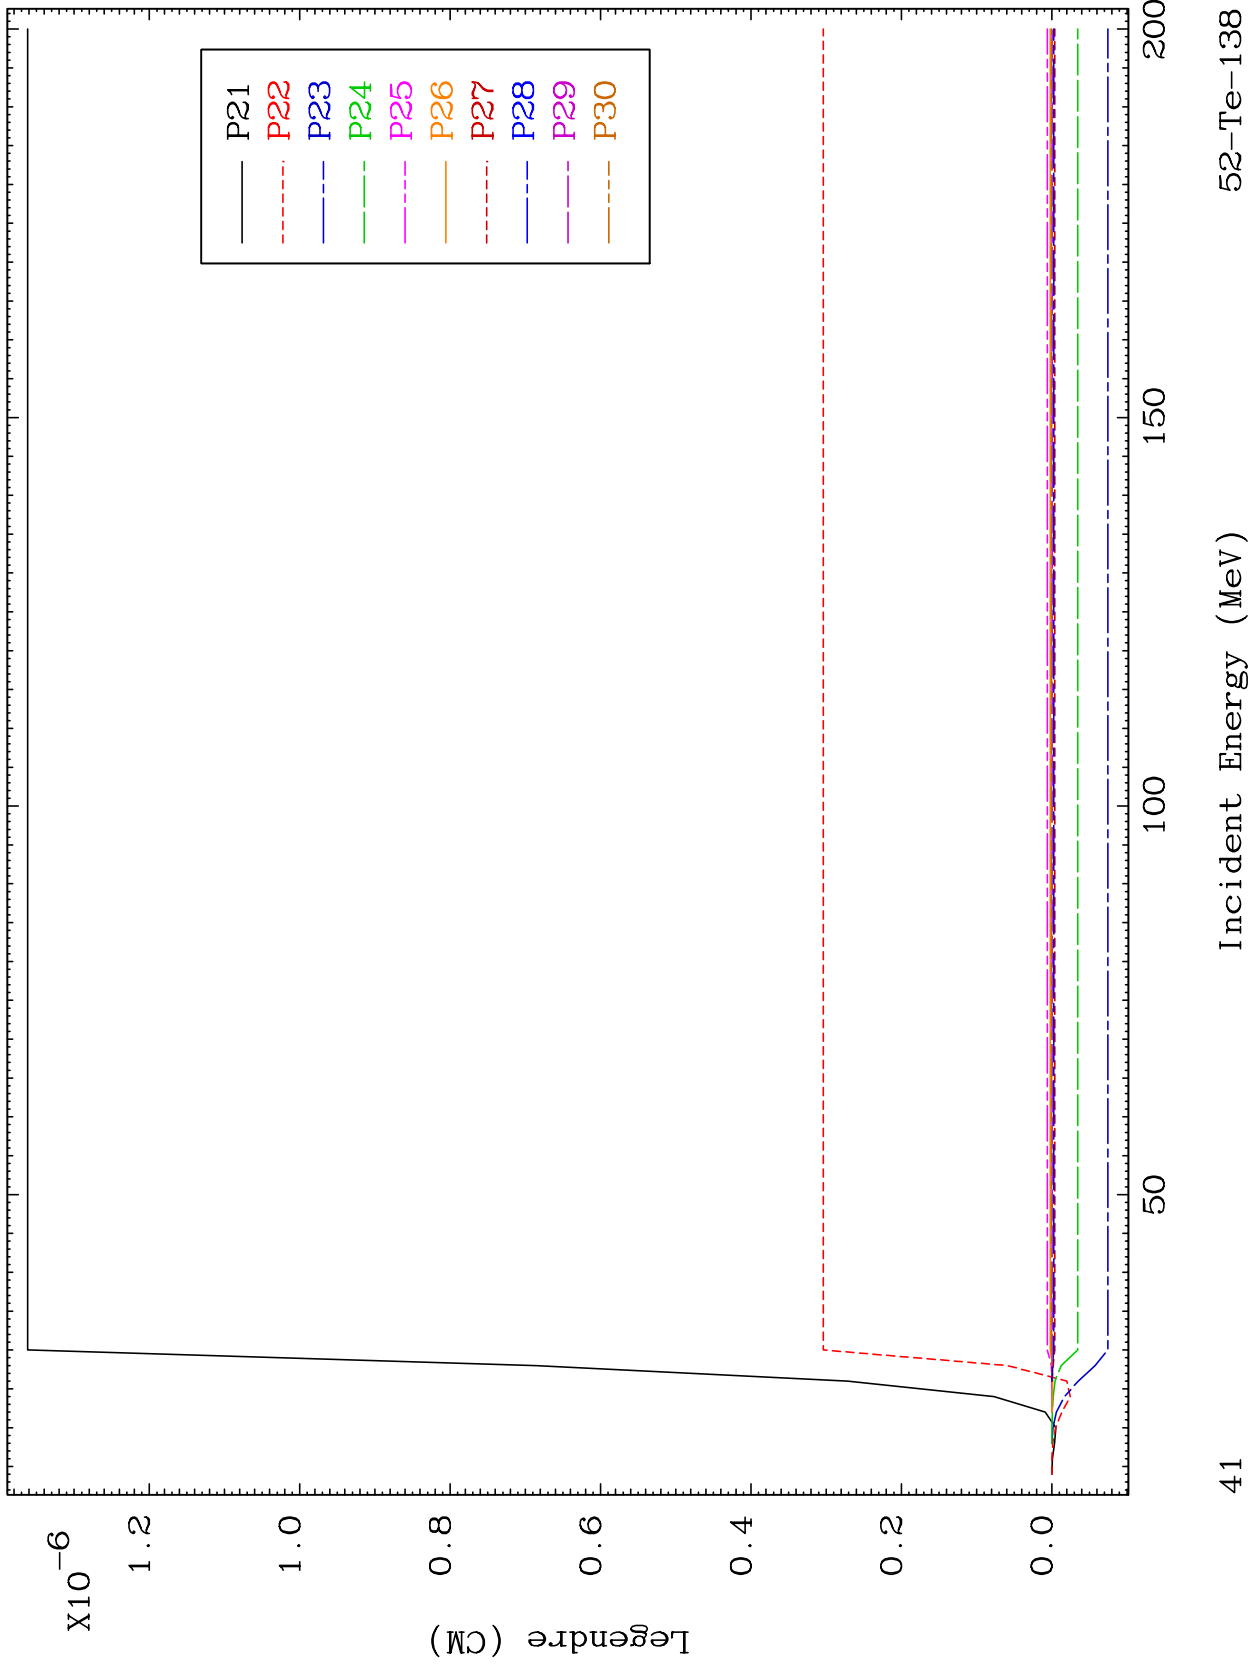 X10-6
1.2
1.0
0.8
0.6
0.4
0.2
0.0
Legendre (CM)
P21
P22
P23
P24
P25
P26
P27
P28
P29
P30
50
100
150
200
Incident Energy (MeV)
41
52-Te-138